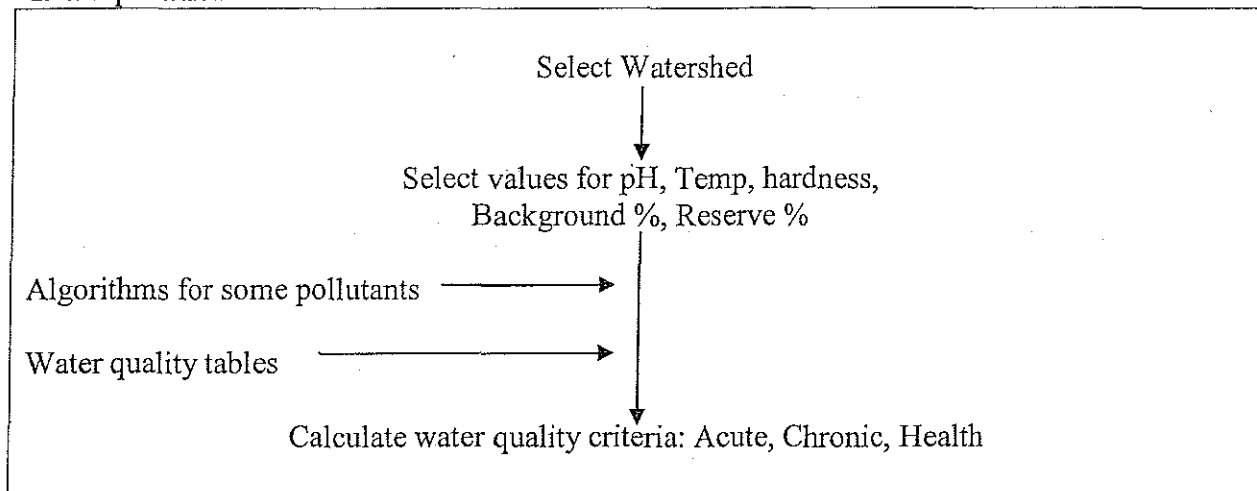 Select Watershed
Select values for pH, Temp, hardness,
Background %, Reserve %
Algorithms for some pollutants
Water quality tables
Calculate water quality criteria: Acute, Chronic, Health